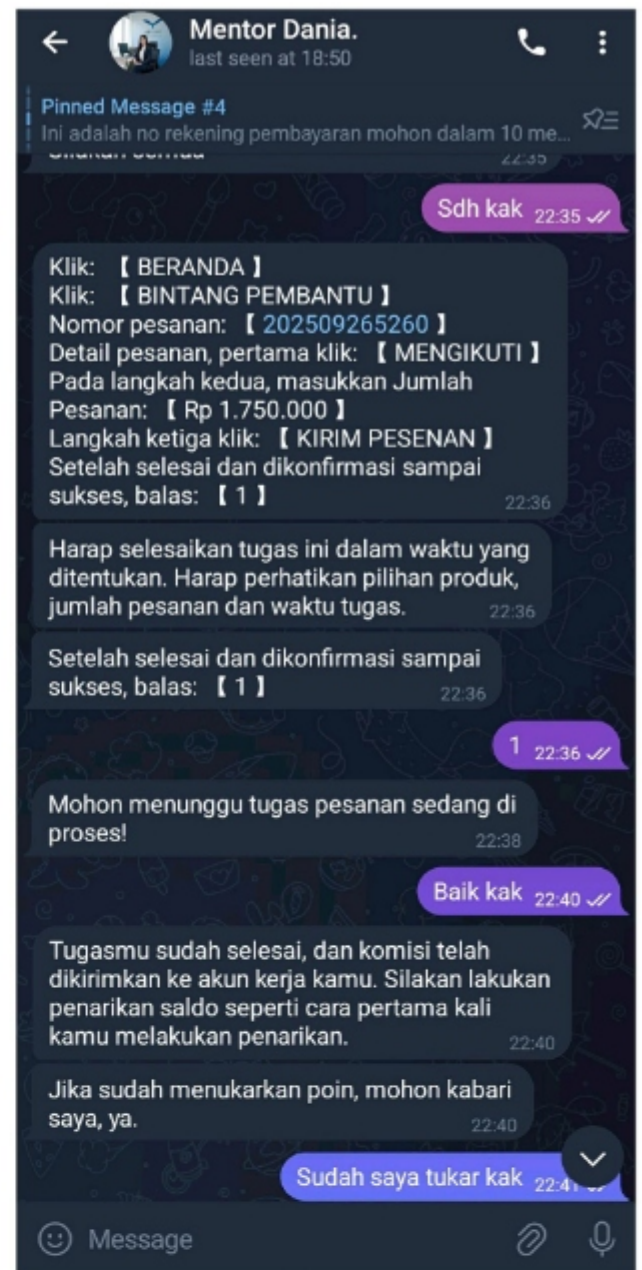 Mentor Dania.
last seen at 18:50
Pinned Message #4
Ini adalah no rekening pembayaran mohon dalam 10 me...
22:35
Sdh kak 22:35
Klik: 【 BERANDA 】
Klik: 【 BINTANG PEMBANTU 】
Nomor pesanan: 【 202509265260 】
Detail pesanan, pertama klik: 【 MENGIKUTI 】
Pada langkah kedua, masukkan Jumlah
Pesanan: 【 Rp 1.750.000 】
Langkah ketiga klik: 【 KIRIM PESENAN 】
Setelah selesai dan dikonfirmasi sampai
sukses, balas: 【 1 】 22:36
Harap selesaikan tugas ini dalam waktu yang
ditentukan. Harap perhatikan pilihan produk,
jumlah pesanan dan waktu tugas. 22:36
Setelah selesai dan dikonfirmasi sampai
sukses, balas: 【 1 】 22:36
1 22:36
Mohon menunggu tugas pesanan sedang di
proses! 22:38
Baik kak 22:40
Tugasmu sudah selesai, dan komisi telah
dikirimkan ke akun kerja kamu. Silakan lakukan
penarikan saldo seperti cara pertama kali
kamu melakukan penarikan. 22:40
Jika sudah menukarkan poin, mohon kabari
saya, ya. 22:40
Sudah saya tukar kak 22:41
Message